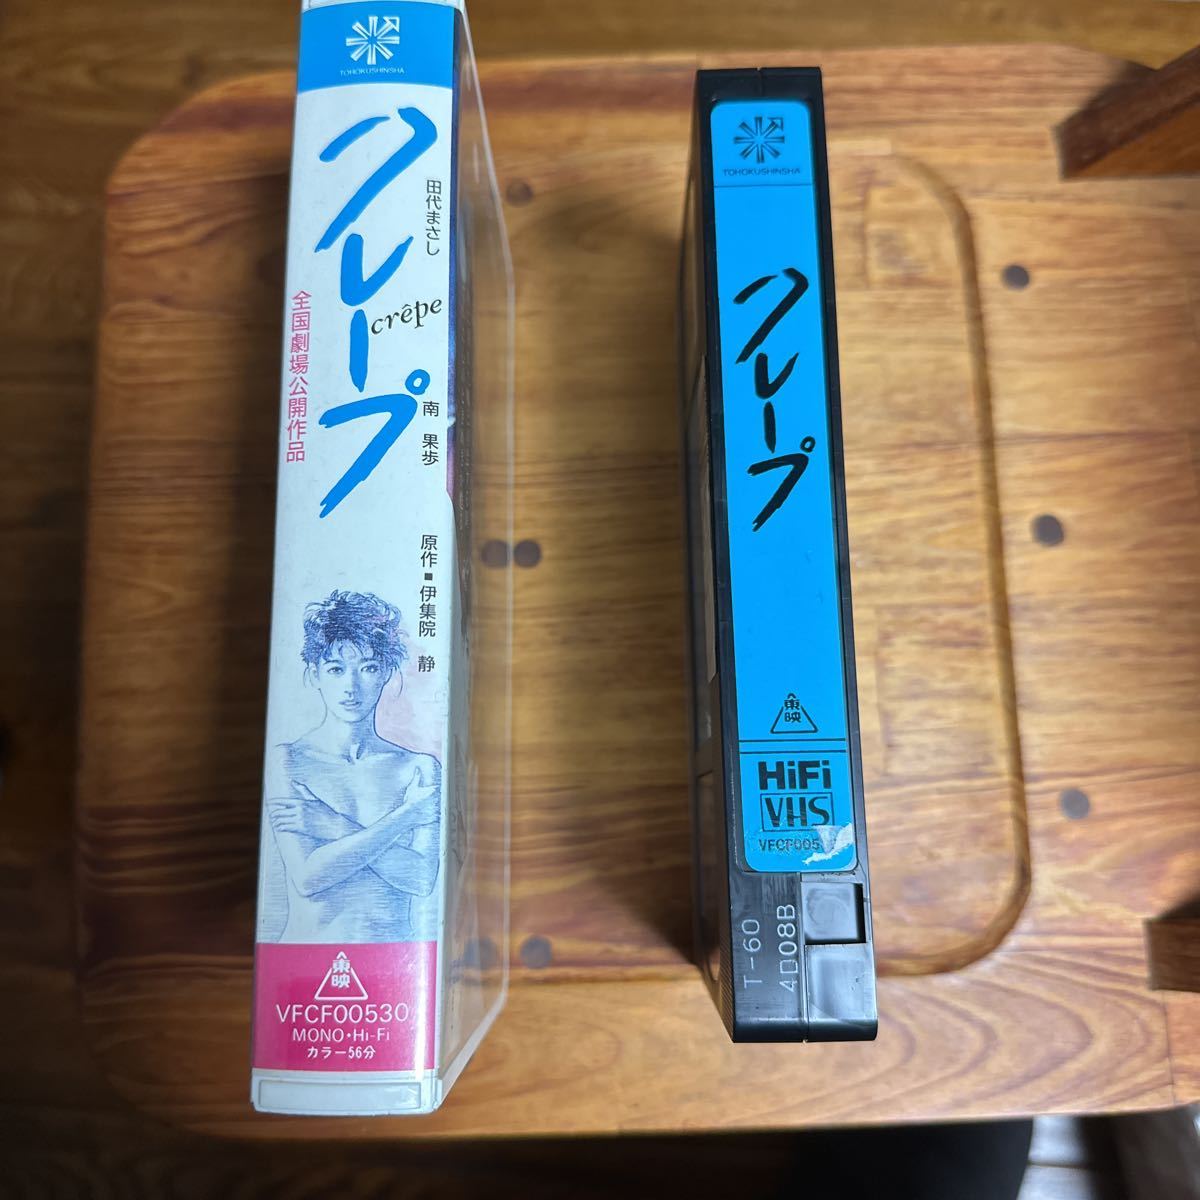 TOHOKUSHINSHA
クレープ
crêpe
田代まさし
南 果歩
原作■伊集院 静
全国劇場公開作品
東映
VFCF00530
MONO・Hi-Fi
カラー56分
TOHOKUSHINSHA
クレープ
東映
HiFi
VHS
VFCF005
T-60
4D08B